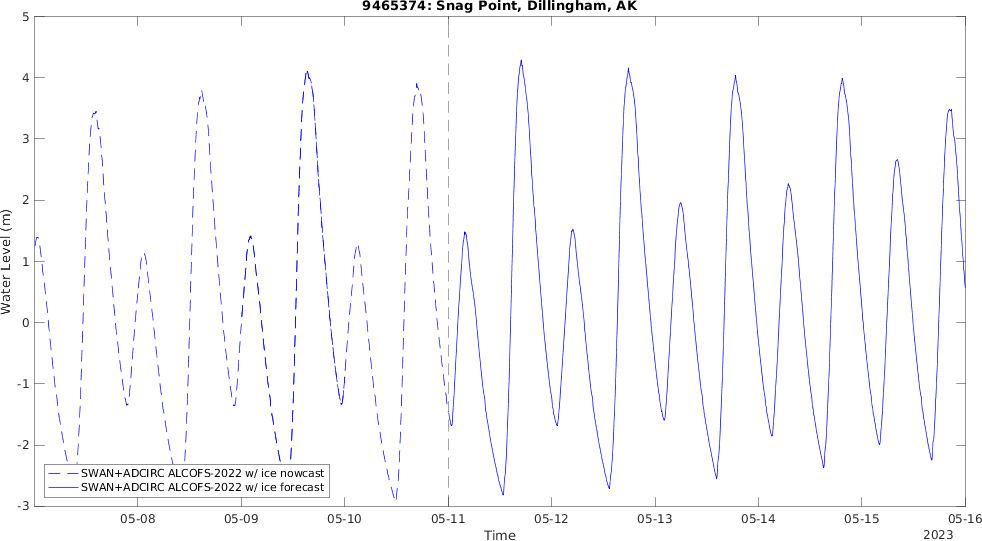 9465374: Snag Point, Dillingham, AK
Water Level (m)
5
4
3
2
1
0
-1
-2
-3
SWAN+ADCIRC ALCOFS-2022 w/ ice nowcast
SWAN+ADCIRC ALCOFS-2022 w/ ice forecast
05-08 05-09 05-10 05-11 05-12 05-13 05-14 05-15 05-16
Time
2023